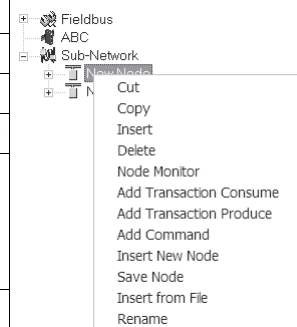 Fieldbus
ABC
Sub-Network
New Node
N
Cut
Copy
Insert
Delete
Node Monitor
Add Transaction Consume
Add Transaction Produce
Add Command
Insert New Node
Save Node
Insert from File
Rename